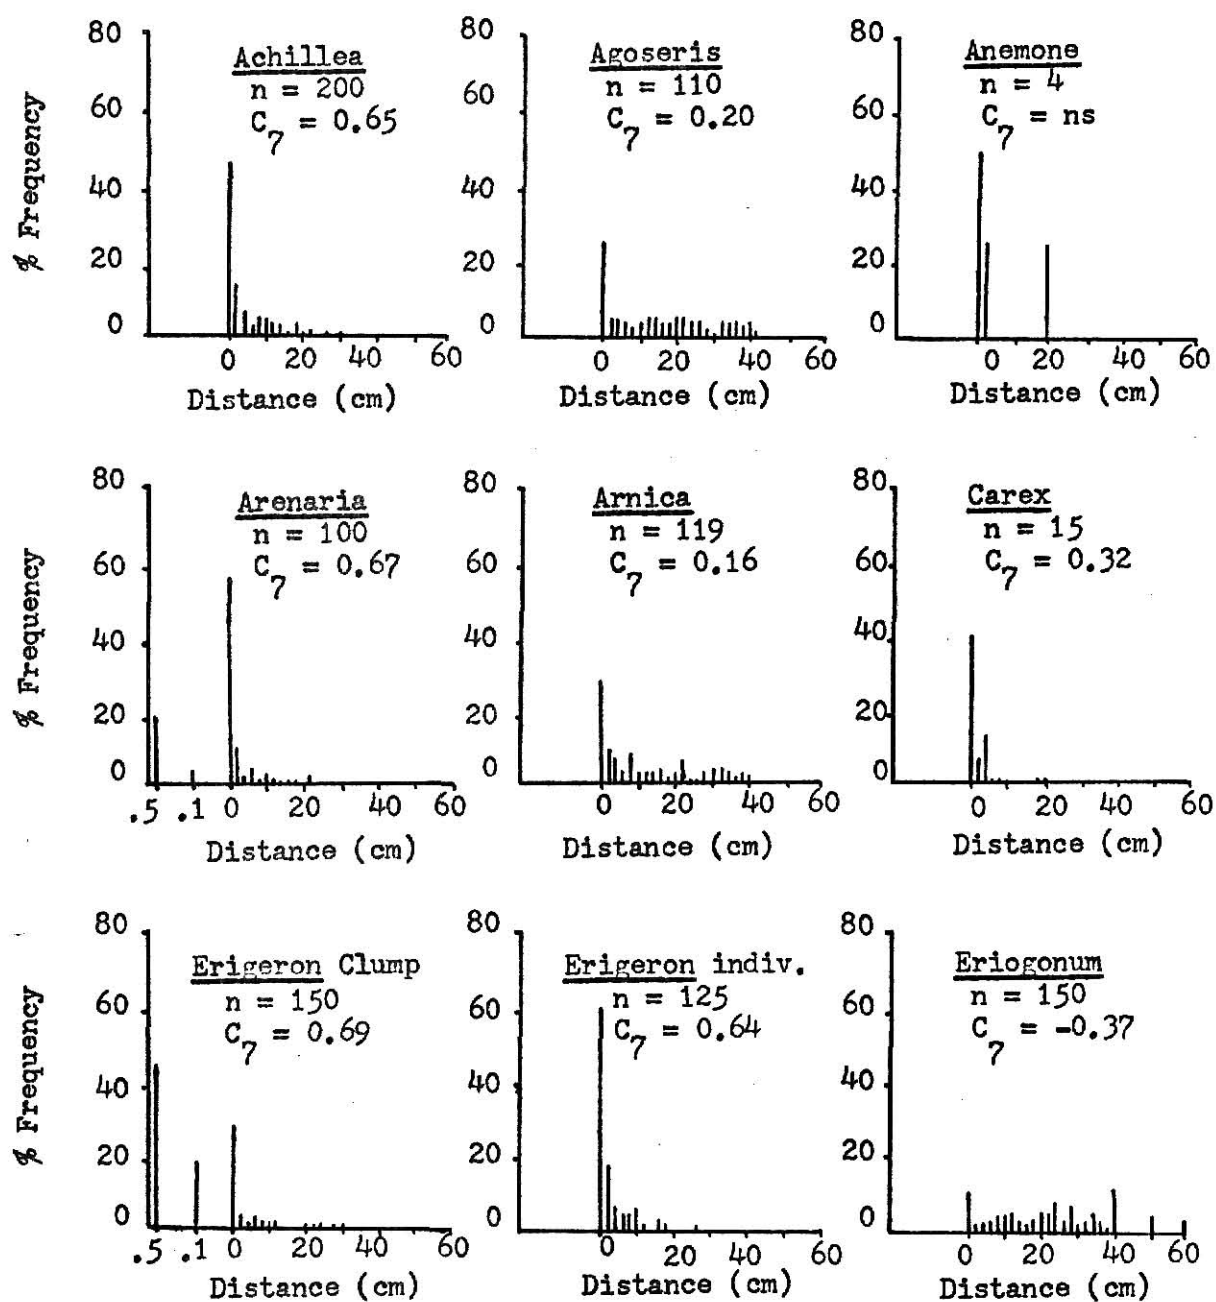 80
60
40
20
0
% Frequency
Achillea
n = 200
C7 = 0.65
0 20 40 60
Distance (cm)
80
60
40
20
0
Agoseris
n = 110
C7 = 0.20
0 20 40 60
Distance (cm)
80
60
40
20
0
Anemone
n = 4
C7 = ns
0 20 40 60
Distance (cm)
80
60
40
20
0
% Frequency
Arenaria
n = 100
C7 = 0.67
.5 .1 0 20 40 60
Distance (cm)
80
60
40
20
0
Arnica
n = 119
C7 = 0.16
0 20 40 60
Distance (cm)
80
60
40
20
0
Carex
n = 15
C7 = 0.32
0 20 40 60
Distance (cm)
80
60
40
20
0
% Frequency
Erigeron Clump
n = 150
C7 = 0.69
.5 .1 0 20 40 60
Distance (cm)
80
60
40
20
0
Erigeron indiv.
n = 125
C7 = 0.64
0 20 40 60
Distance (cm)
80
60
40
20
0
Eriogonum
n = 150
C7 = -0.37
0 20 40 60
Distance (cm)